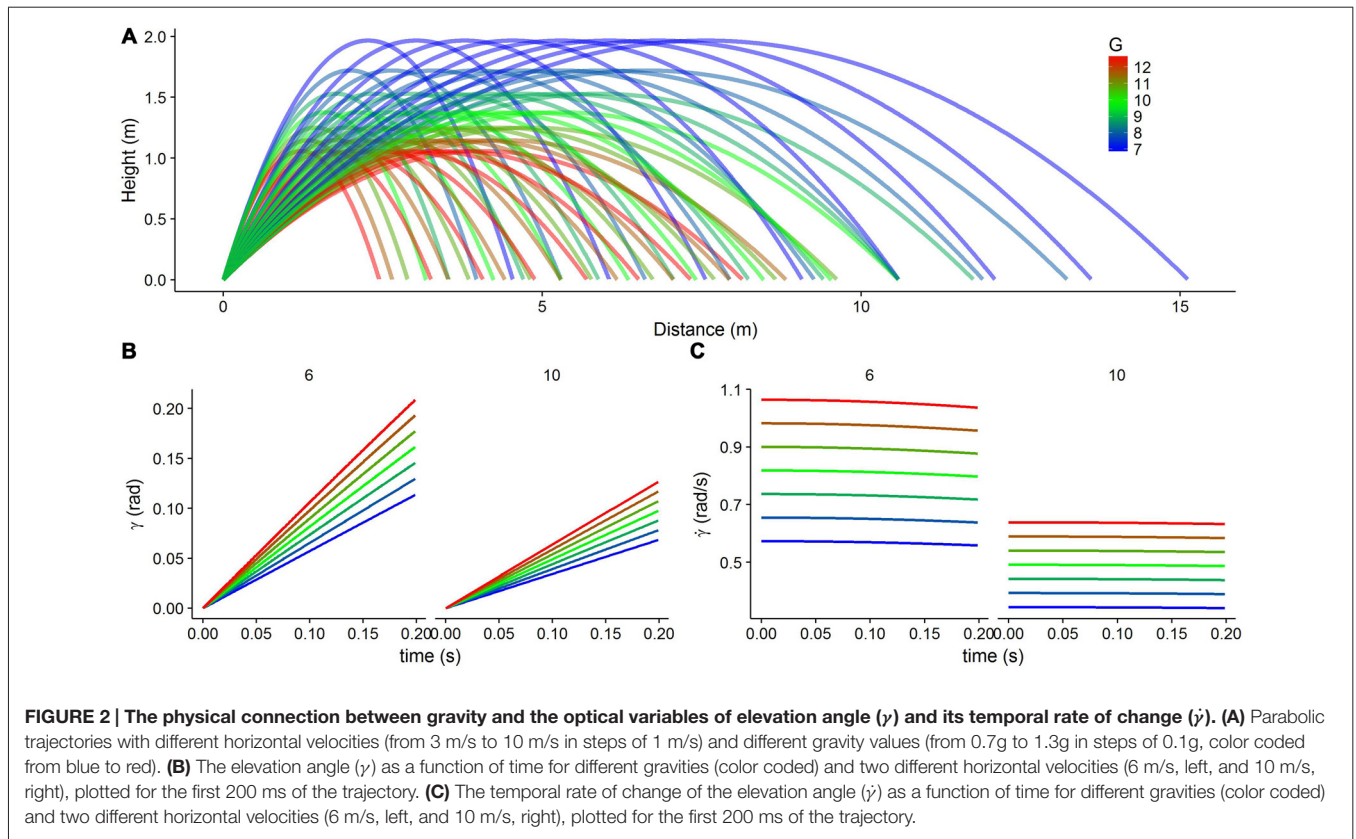 A
2.0
1.5
1.0
0.5
0.0
Height (m)
0 5 10 15
Distance (m)
G
12
11
10
9
8
7
B
6 10
0.20
0.15
0.10
0.05
0.00
γ (rad)
0.00 0.05 0.10 0.15 0.20 0.00 0.05 0.10 0.15 0.20
time (s)
C
6 10
1.1
0.9
0.7
0.5
γ̇ (rad/s)
0.00 0.05 0.10 0.15 0.20 0.00 0.05 0.10 0.15 0.20
time (s)
FIGURE 2 | The physical connection between gravity and the optical variables of elevation angle (γ) and its temporal rate of change (γ̇). (A) Parabolic
trajectories with different horizontal velocities (from 3 m/s to 10 m/s in steps of 1 m/s) and different gravity values (from 0.7g to 1.3g in steps of 0.1g, color coded
from blue to red). (B) The elevation angle (γ) as a function of time for different gravities (color coded) and two different horizontal velocities (6 m/s, left, and 10 m/s,
right), plotted for the first 200 ms of the trajectory. (C) The temporal rate of change of the elevation angle (γ̇) as a function of time for different gravities (color coded)
and two different horizontal velocities (6 m/s, left, and 10 m/s, right), plotted for the first 200 ms of the trajectory.